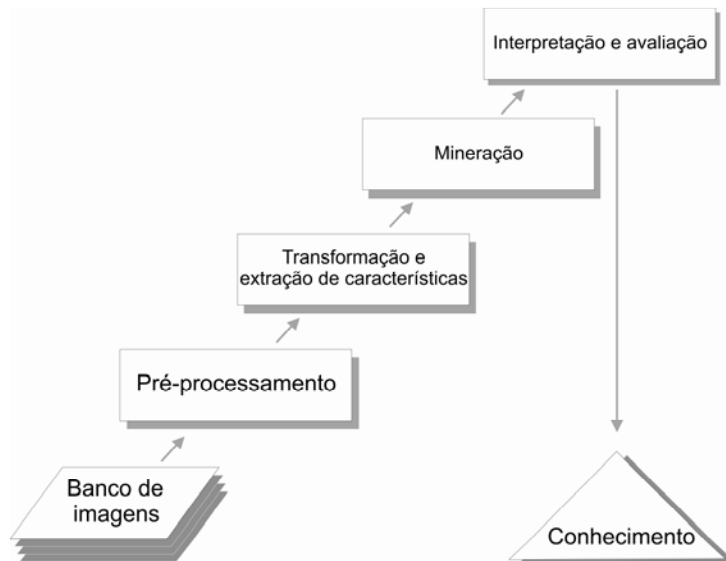 Interpretação e avaliação
Mineração
Transformação e
extração de características
Pré-processamento
Banco de
imagens
Conhecimento